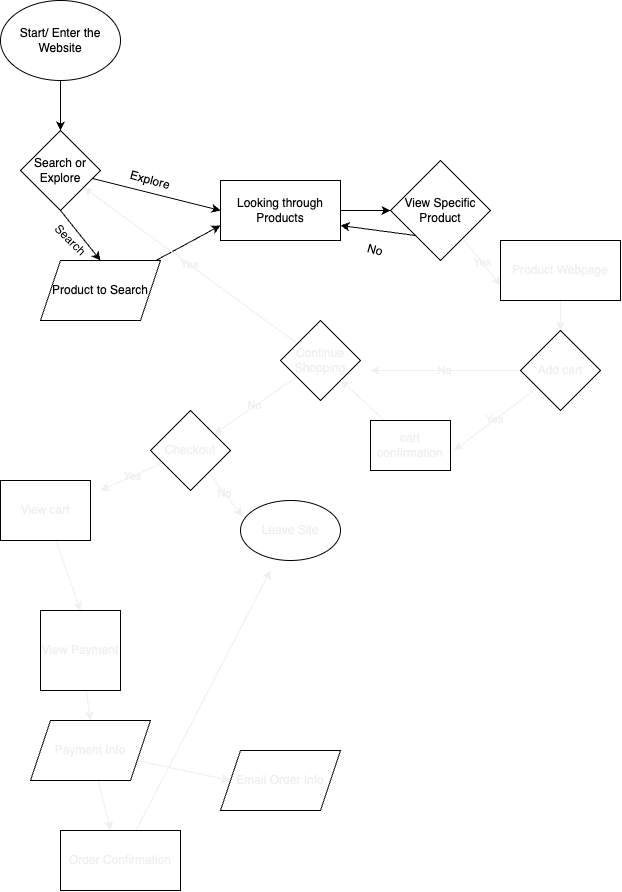 Start/ Enter the
Website
Search or
Explore
Explore
Looking through
Products
View Specific
Product
Search
No
Product to Search
Yes
Yes
Product Webpage
Continue
Shopping
No
Add cart
No
Yes
cart
confirmation
Checkout
Yes
No
View cart
Leave Site
View Payment
Payment Info
Email Order Info
Order Confirmation